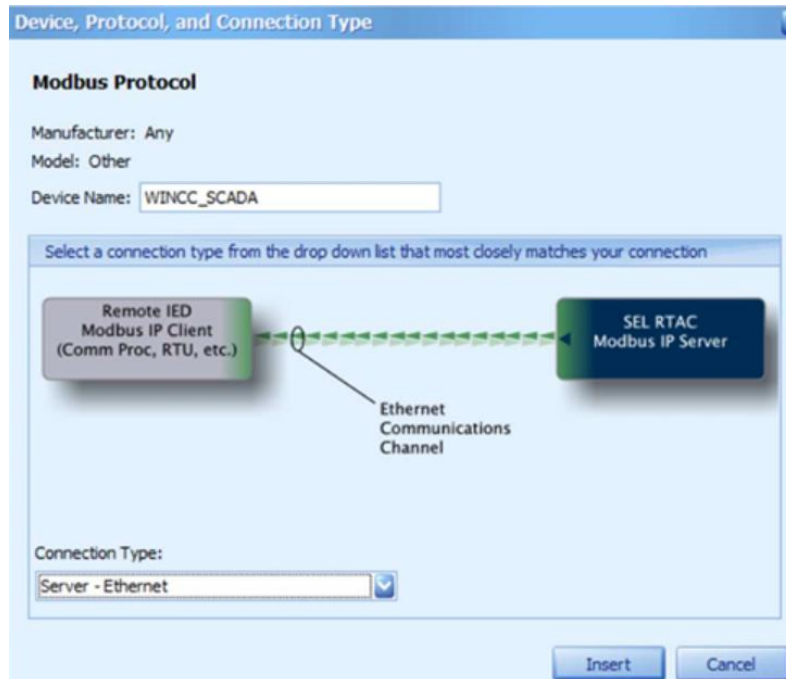 Device, Protocol, and Connection Type
Modbus Protocol
Manufacturer: Any
Model: Other
Device Name: WINCC_SCADA
Select a connection type from the drop down list that most closely matches your connection
Remote IED
Modbus IP Client
(Comm Proc, RTU, etc.)
SEL RTAC
Modbus IP Server
Ethernet
Communications
Channel
Connection Type:
Server - Ethernet
Insert Cancel